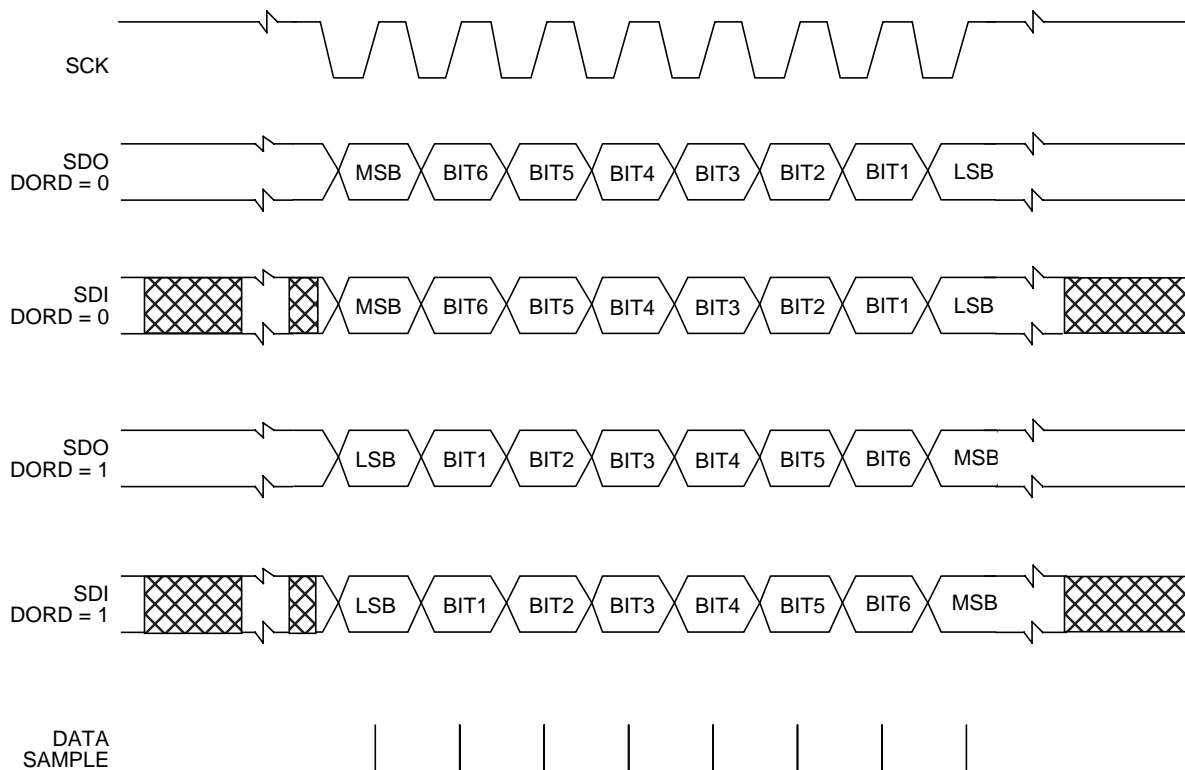 SCK
SDO
DORD = 0
MSB BIT6 BIT5 BIT4 BIT3 BIT2 BIT1 LSB
SDI
DORD = 0
MSB BIT6 BIT5 BIT4 BIT3 BIT2 BIT1 LSB
SDO
DORD = 1
LSB BIT1 BIT2 BIT3 BIT4 BIT5 BIT6 MSB
SDI
DORD = 1
LSB BIT1 BIT2 BIT3 BIT4 BIT5 BIT6 MSB
DATA
SAMPLE